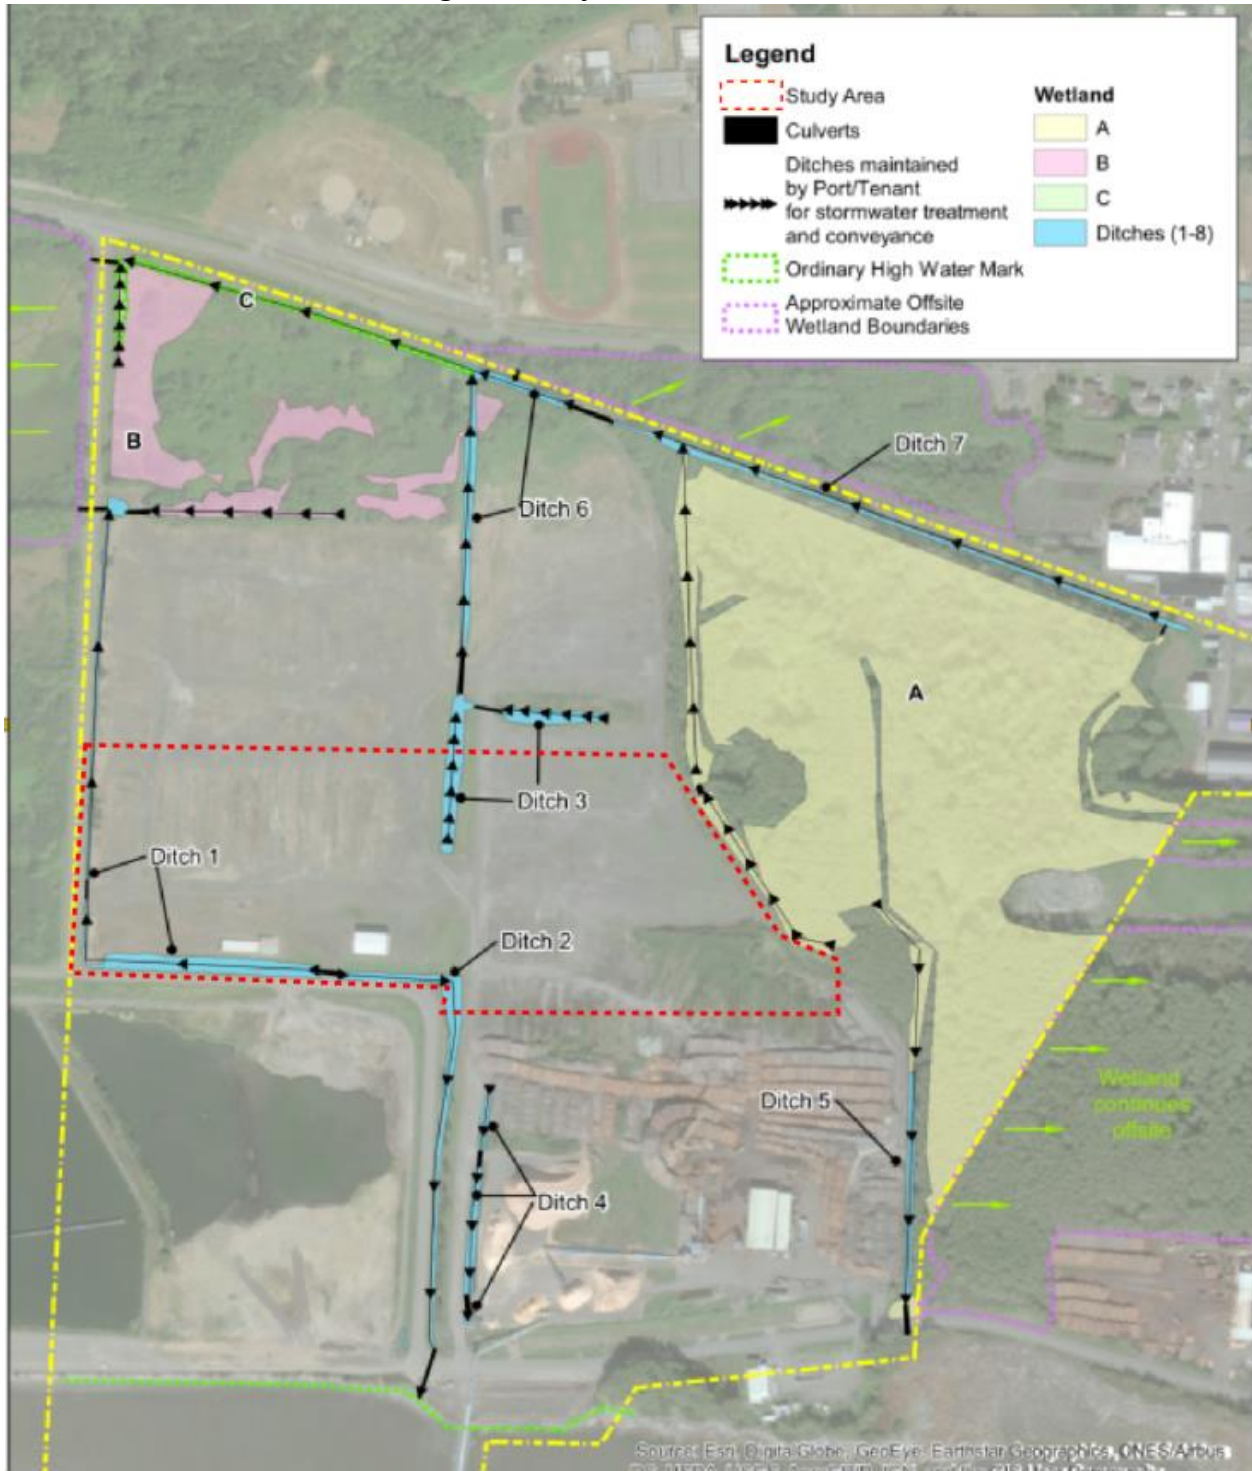 Legend
Study Area
Culverts
Ditches maintained
by Port/Tenant
for stormwater treatment
and conveyance
Ordinary High Water Mark
Approximate Offsite
Wetland Boundaries
Wetland
A
B
C
Ditches (1-8)
C
B
Ditch 7
Ditch 6
A
Ditch 3
Ditch 1
Ditch 2
Wetland
continues
offsite
Ditch 5
Ditch 4
Source: Esri, DigitalGlobe, GeoEye, Earthstar Geographics, CNES/Airbus